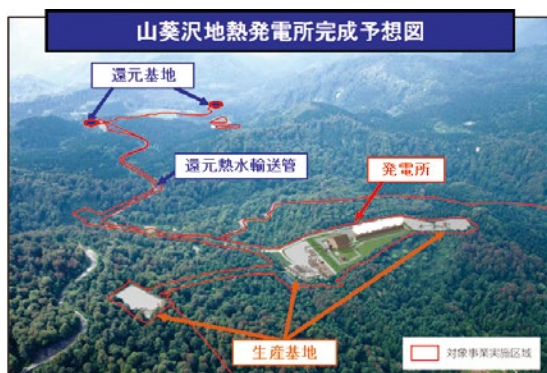 山葵沢地熱発電所完成予想図
還元基地
還元熱水輸送管
発電所
生産基地
対象事業実施区域